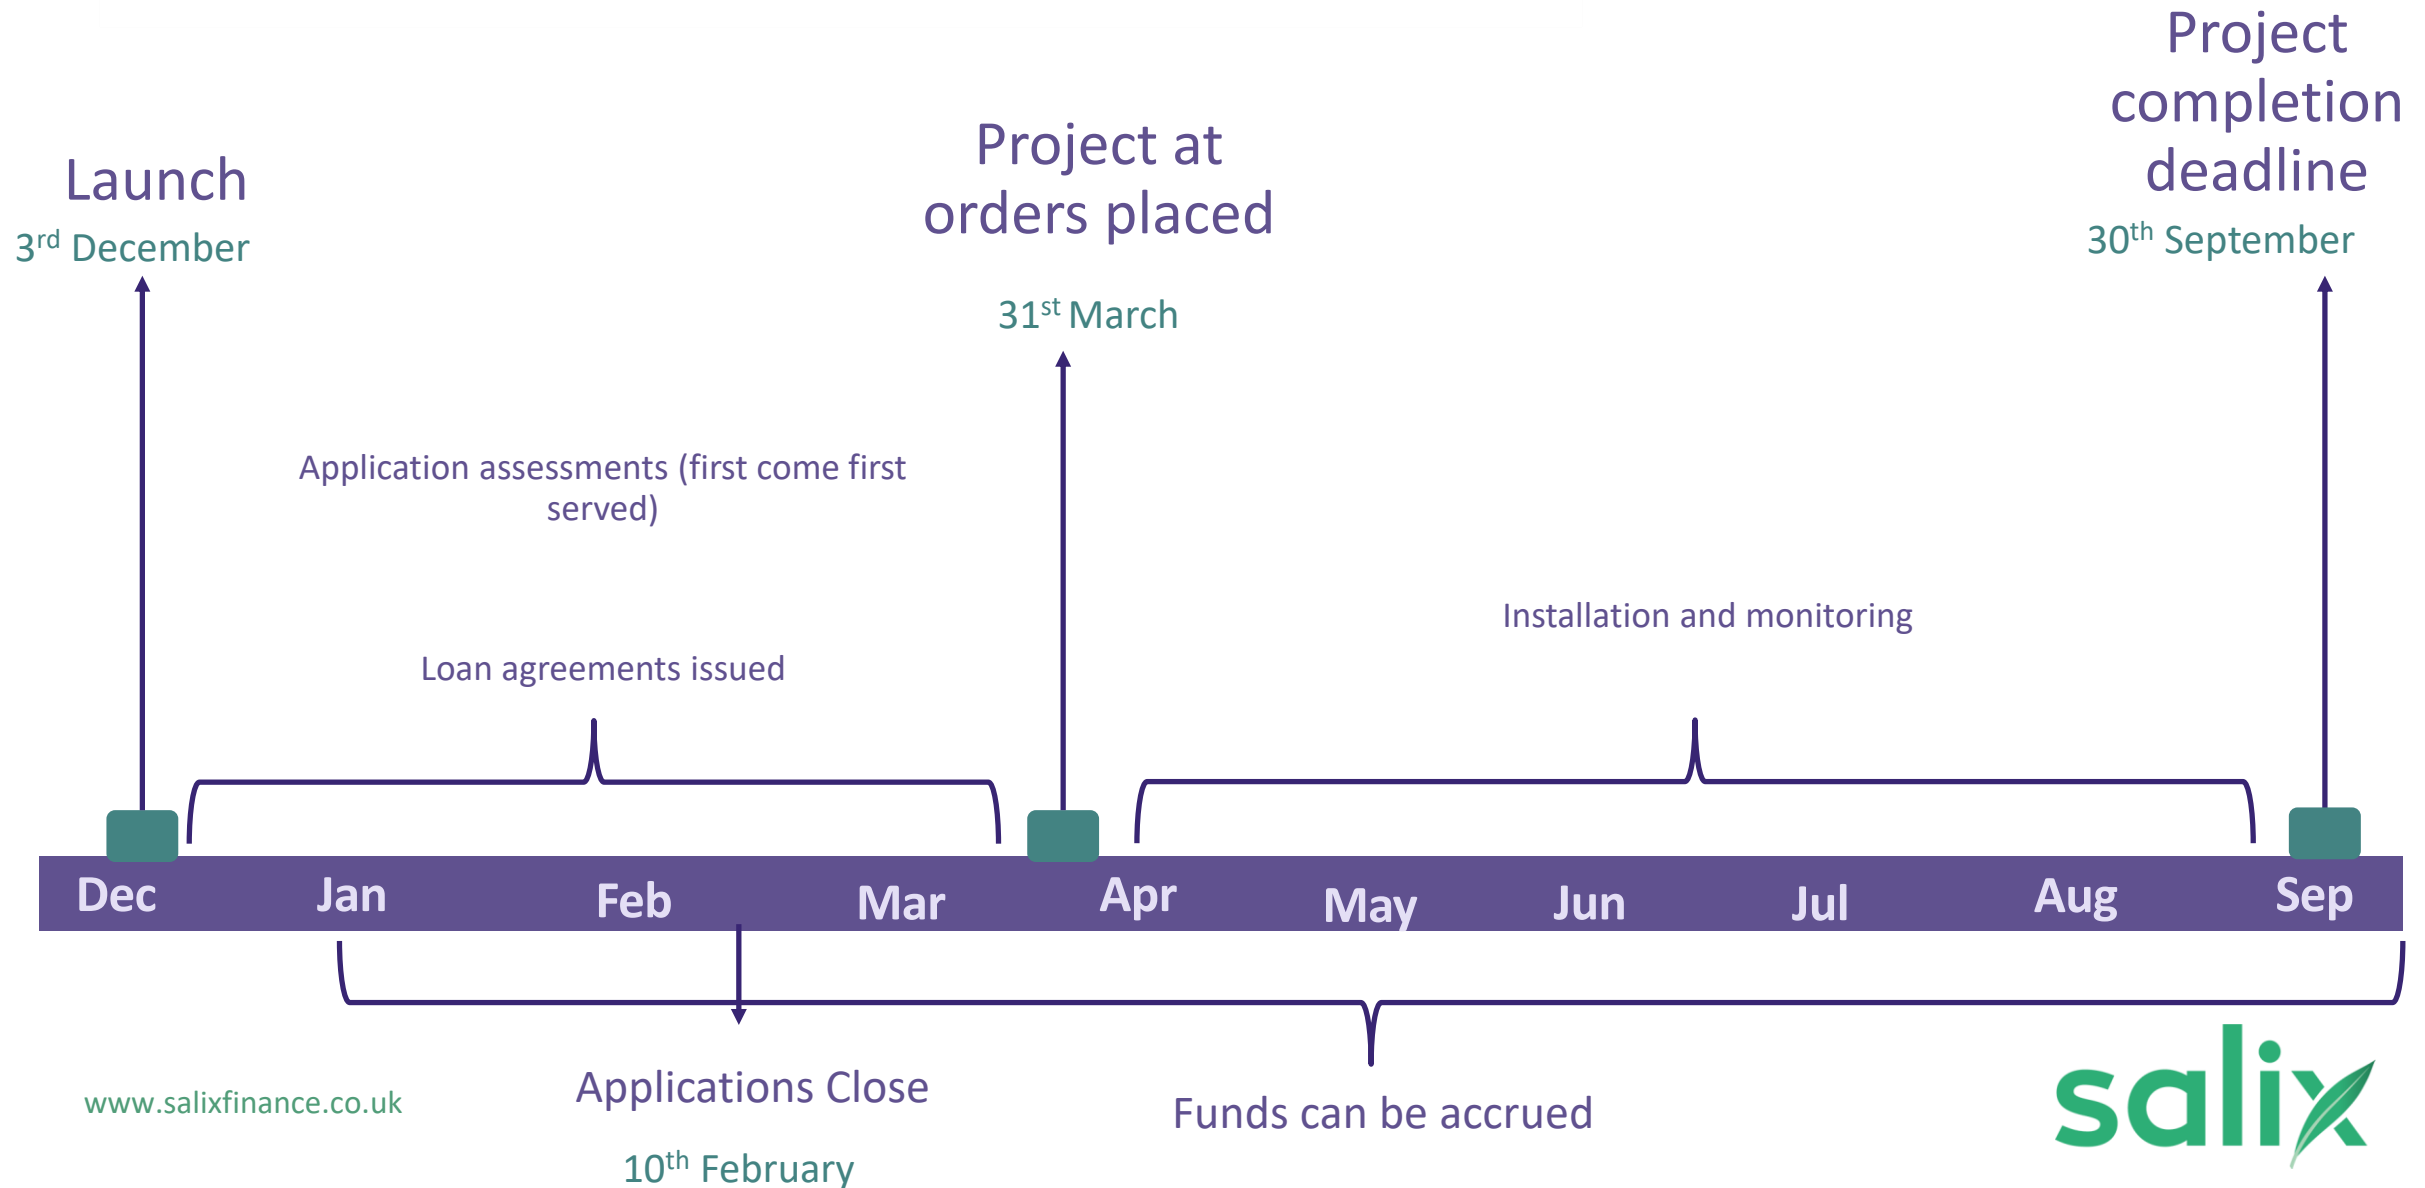 Launch
3rd December
Project at
orders placed
31st March
Project
completion
deadline
30th September
Application assessments (first come first
served)
Loan agreements issued
Installation and monitoring
Dec
Jan
Feb
Mar
Apr
May
Jun
Jul
Aug
Sep
Applications Close
10th February
Funds can be accrued
www.salixfinance.co.uk
salix